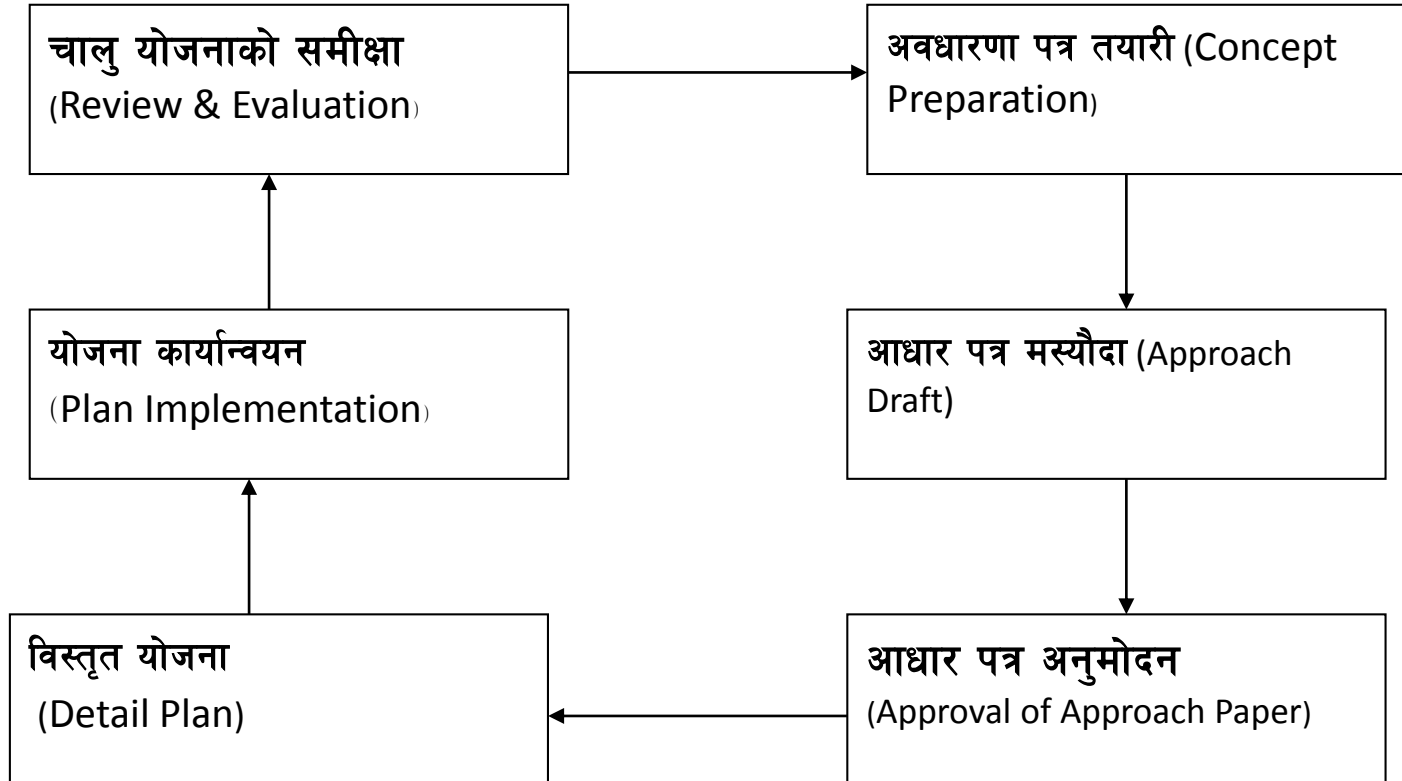 चालु योजनाको समीक्षा
(Review & Evaluation)
अवधारणा पत्र तयारी (Concept
Preparation)
योजना कार्यान्वयन
(Plan Implementation)
आधार पत्र मस्यौदा (Approach
Draft)
विस्तृत योजना
(Detail Plan)
आधार पत्र अनुमोदन
(Approval of Approach Paper)